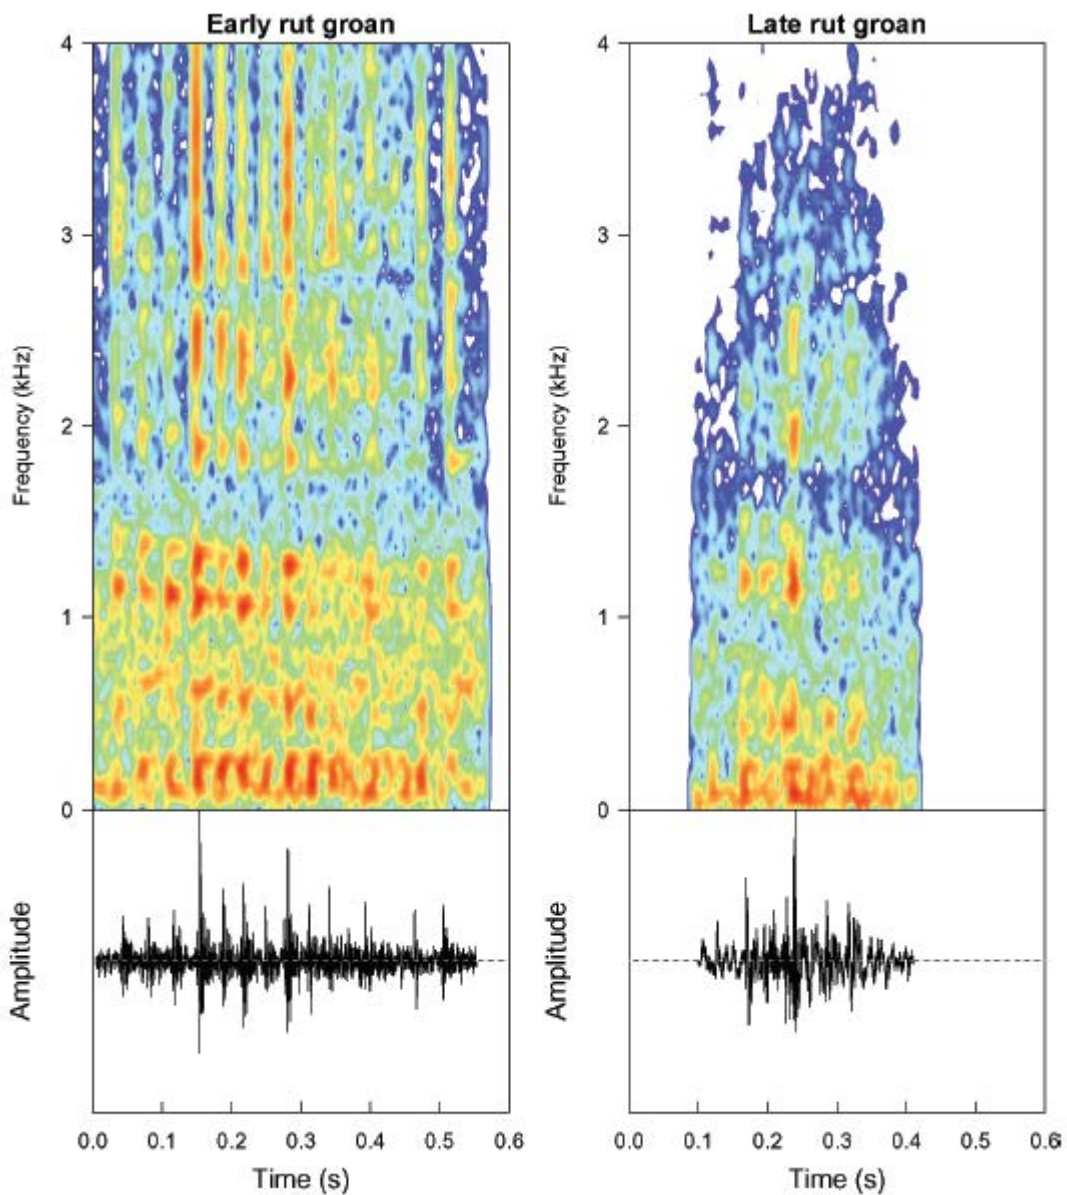 Early rut groan
Late rut groan
Frequency (kHz)
4
3
2
1
0
Frequency (kHz)
4
3
2
1
0
Amplitude
Amplitude
0.0 0.1 0.2 0.3 0.4 0.5 0.6
0.0 0.1 0.2 0.3 0.4 0.5 0.6
Time (s)
Time (s)